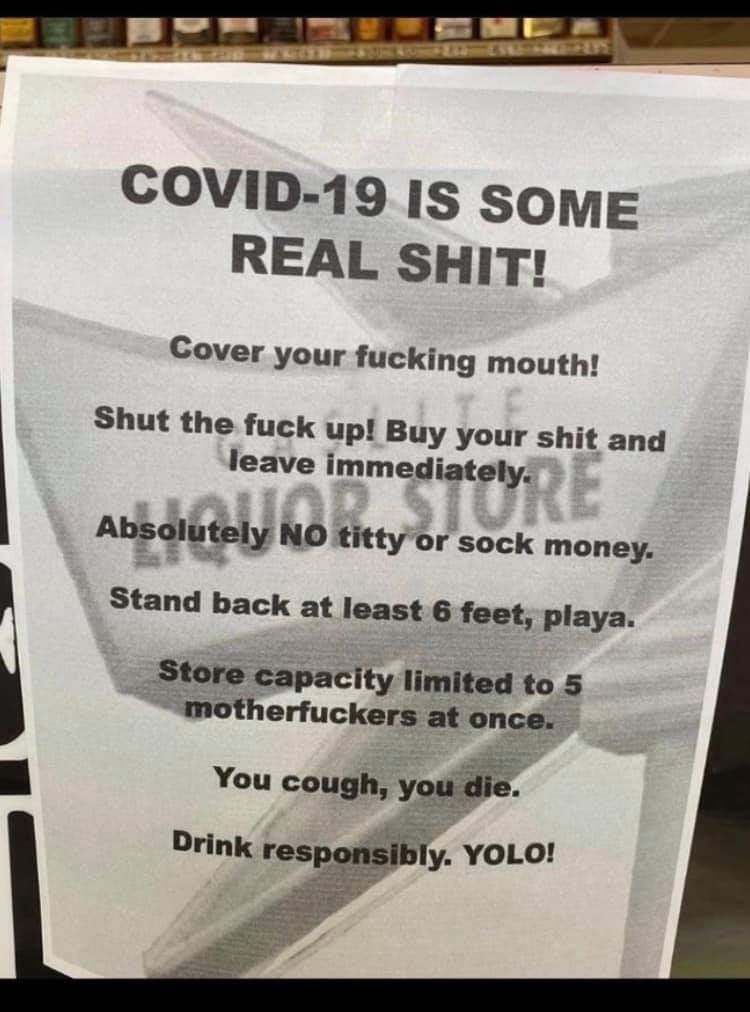 COVID-19 IS SOME
REAL SHIT!
Cover your fucking mouth!
Shut the fuck up! Buy your shit and
leave immediately.
Absolutely NO titty or sock money.
Stand back at least 6 feet, playa.
Store capacity limited to 5
motherfuckers at once.
You cough, you die.
Drink responsibly. YOLO!
GASLITE
LIQUOR STORE